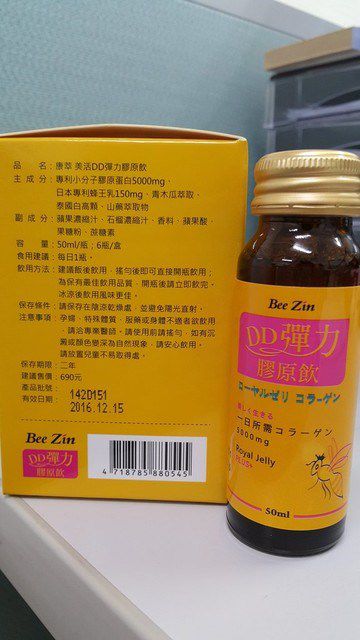 品　　名：康萃 美活DD彈力膠原飲
主 成 分：專利小分子膠原蛋白5000mg、
日本專利蜂王乳150mg、青木瓜萃取、
泰國白高顆、山藥萃取物
副 成 分：蘋果濃縮汁、石榴濃縮汁、香料、蘋果酸、
果糖粉、蔗糖素
容　　量：50ml/瓶；6瓶/盒
食用建議：每日1瓶，
飲用方法：建議飯後飲用，搖勻後即可直接開瓶飲用；
為保有最佳飲用品質，開瓶後請立即飲完，
冰涼後飲用風味更佳。
保存條件：請保存在陰涼乾燥處，並避免陽光直射，
注意事項：孕婦、特殊體質、服藥或身體不適者欲飲用
，請洽專業醫師。請使用前請搖勻，如有沉
澱或顏色變深為自然現象，請安心飲用。
請放置兒童不易取得處。
保存期限：二年
建議售價：690元
產品批號：
有效日期：
142D151
2016.12.15
Bee Zin
DD彈力
膠原飲
4 718785 880545
Bee Zin
DD彈力
膠原飲
ローヤルゼリ コラーゲン
美しく生きる
一日所需コラーゲン
5000mg
Royal Jelly
PLUS+
50ml